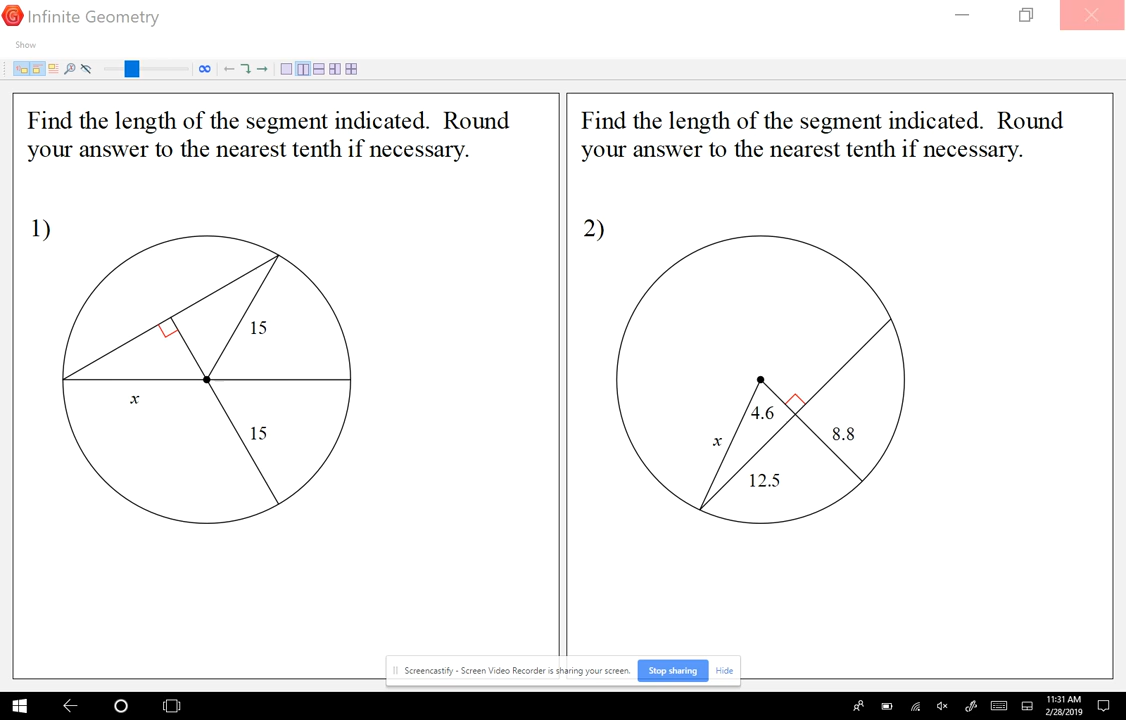 Infinite Geometry
Show
Find the length of the segment indicated. Round
your answer to the nearest tenth if necessary.
1)
15
x
15
Find the length of the segment indicated. Round
your answer to the nearest tenth if necessary.
2)
4.6
x
8.8
12.5
Screencastify - Screen Video Recorder is sharing your screen.
Stop sharing
Hide
11:31 AM
2/28/2019